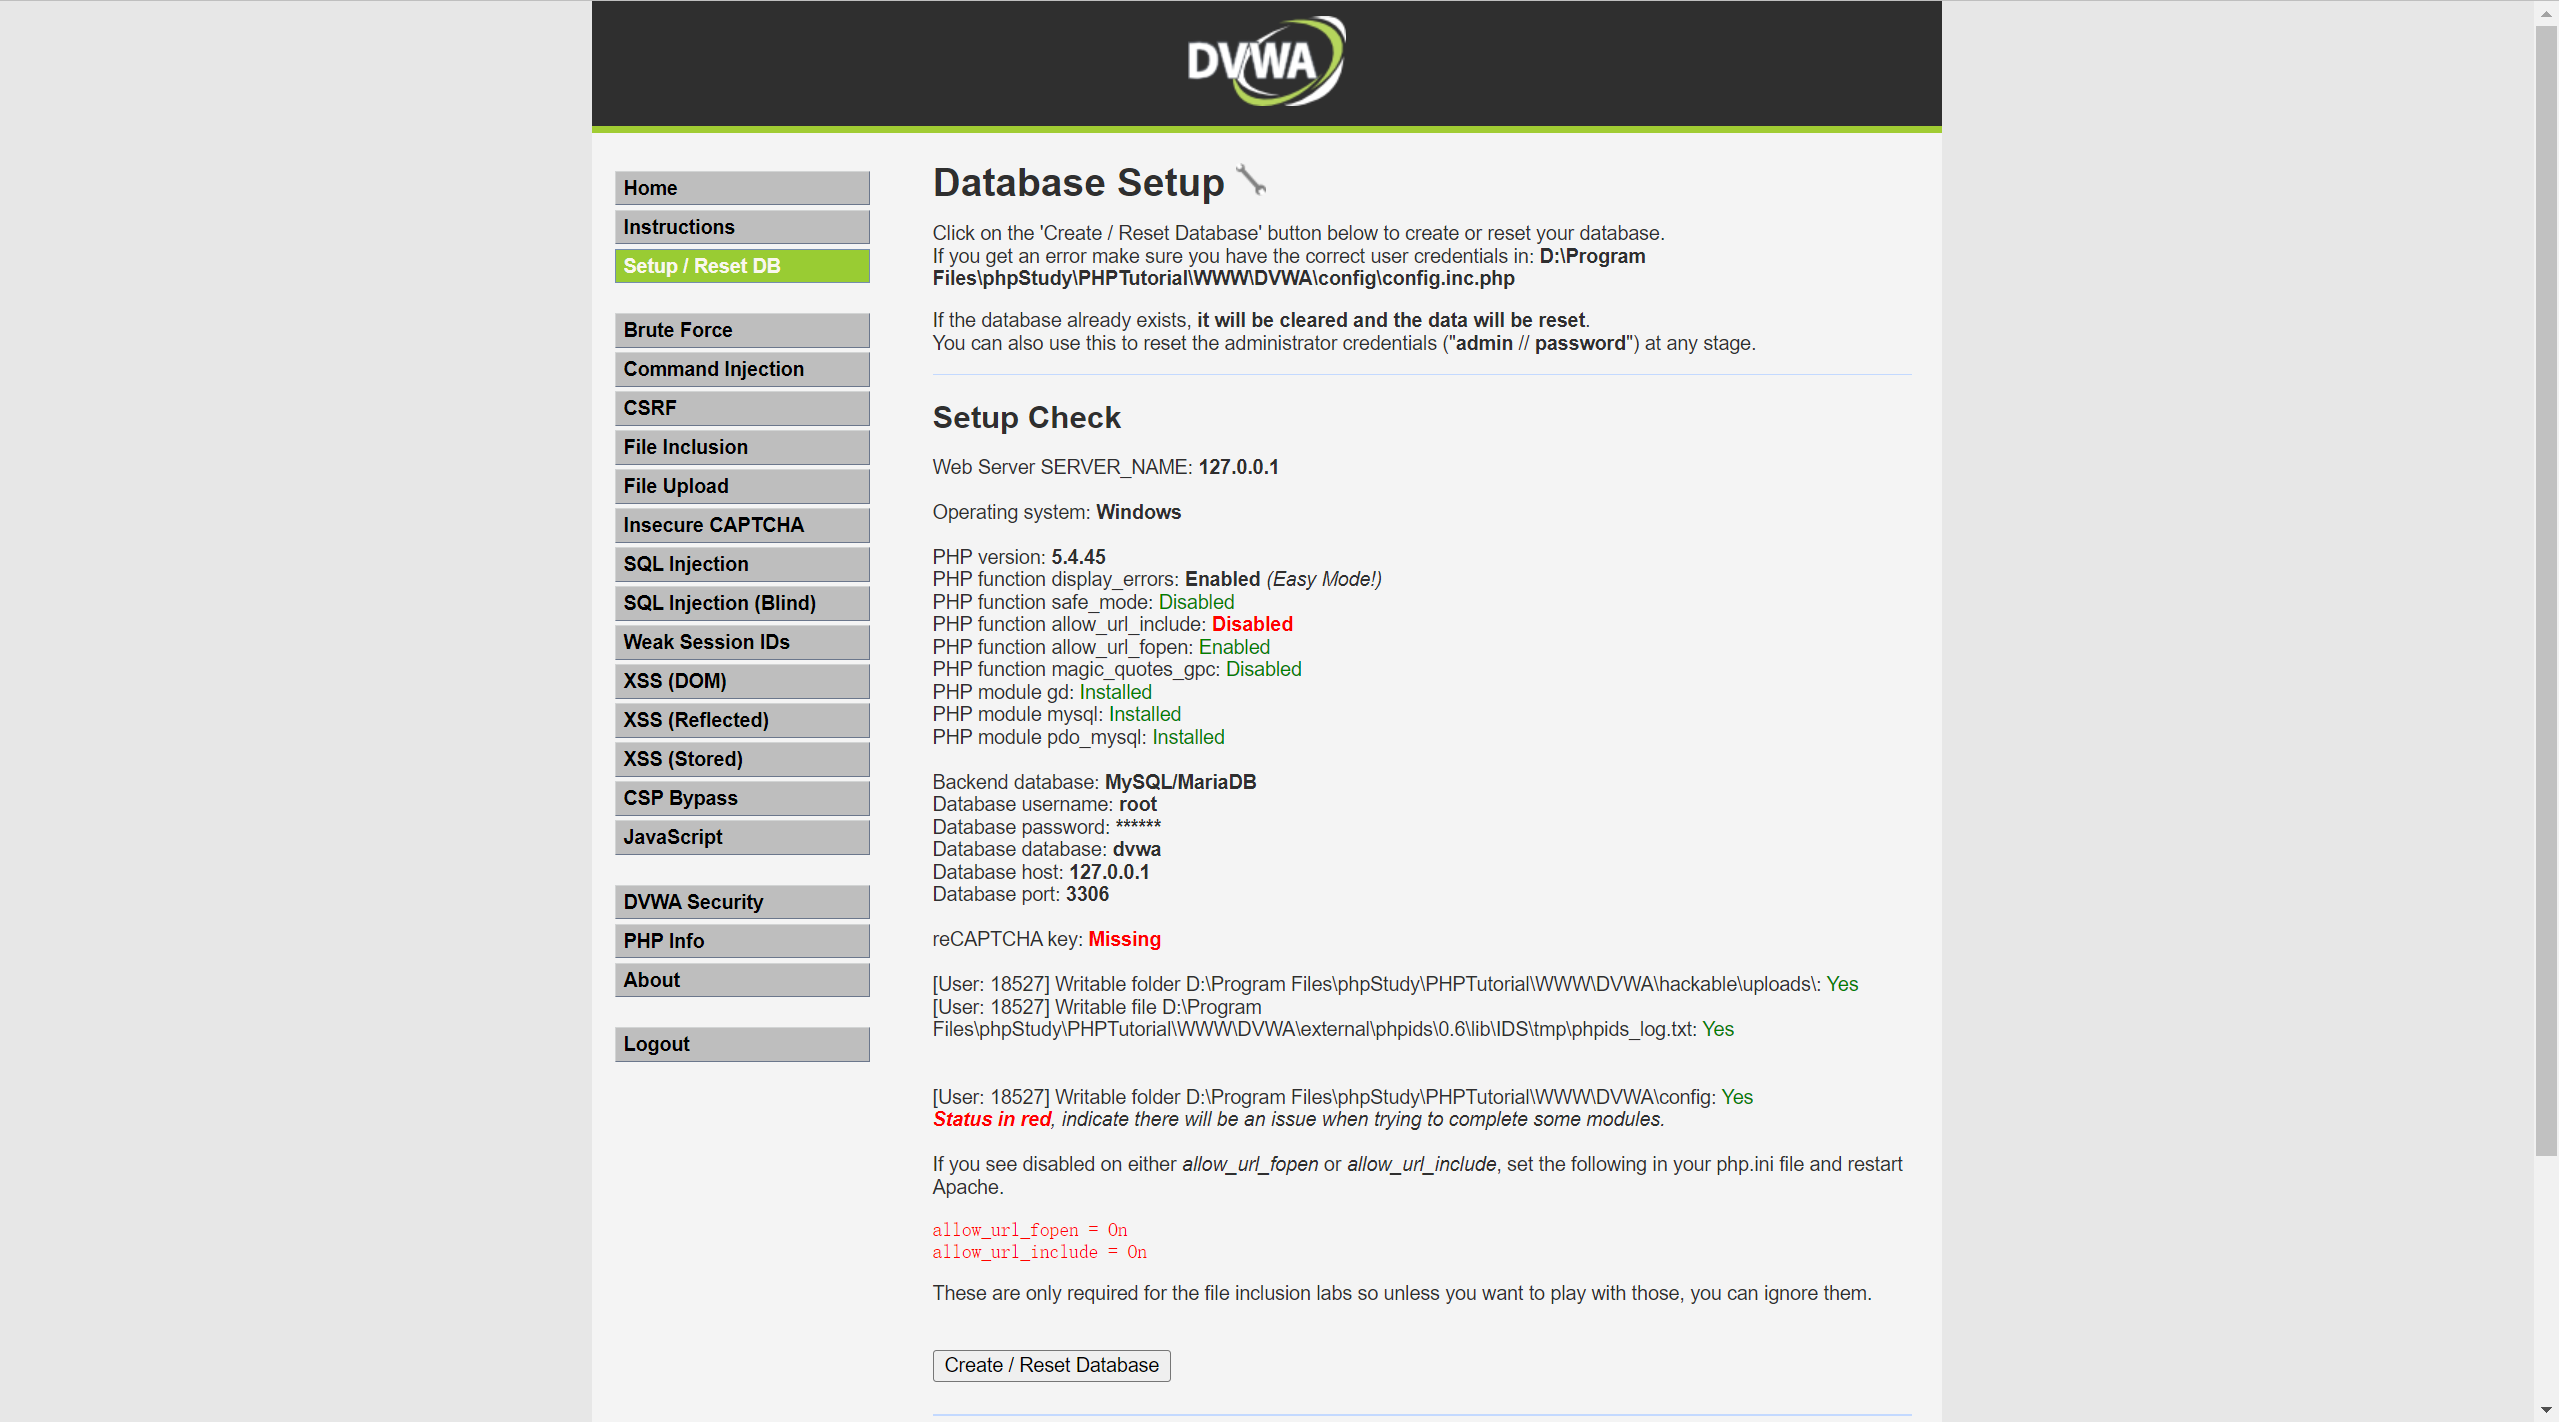 DVWA
Home
Instructions
Setup / Reset DB
Brute Force
Command Injection
CSRF
File Inclusion
File Upload
Insecure CAPTCHA
SQL Injection
SQL Injection (Blind)
Weak Session IDs
XSS (DOM)
XSS (Reflected)
XSS (Stored)
CSP Bypass
JavaScript
DVWA Security
PHP Info
About
Logout
Database Setup
Click on the 'Create / Reset Database' button below to create or reset your database.
If you get an error make sure you have the correct user credentials in: D:\Program
Files\phpStudy\PHPTutorial\WWW\DVWA\config\config.inc.php
If the database already exists, it will be cleared and the data will be reset.
You can also use this to reset the administrator credentials ("admin // password") at any stage.
Setup Check
Web Server SERVER_NAME: 127.0.0.1
Operating system: Windows
PHP version: 5.4.45
PHP function display_errors: Enabled (Easy Mode!)
PHP function safe_mode: Disabled
PHP function allow_url_include: Disabled
PHP function allow_url_fopen: Enabled
PHP function magic_quotes_gpc: Disabled
PHP module gd: Installed
PHP module mysql: Installed
PHP module pdo_mysql: Installed
Backend database: MySQL/MariaDB
Database username: root
Database password: ******
Database database: dvwa
Database host: 127.0.0.1
Database port: 3306
reCAPTCHA key: Missing
[User: 18527] Writable folder D:\Program Files\phpStudy\PHPTutorial\WWW\DVWA\hackable\uploads\: Yes
[User: 18527] Writable file D:\Program
Files\phpStudy\PHPTutorial\WWW\DVWA\external\phpids\0.6\lib\IDS\tmp\phpids_log.txt: Yes
[User: 18527] Writable folder D:\Program Files\phpStudy\PHPTutorial\WWW\DVWA\config: Yes
Status in red, indicate there will be an issue when trying to complete some modules.
If you see disabled on either allow_url_fopen or allow_url_include, set the following in your php.ini file and restart
Apache.
allow_url_fopen = On
allow_url_include = On
These are only required for the file inclusion labs so unless you want to play with those, you can ignore them.
Create / Reset Database